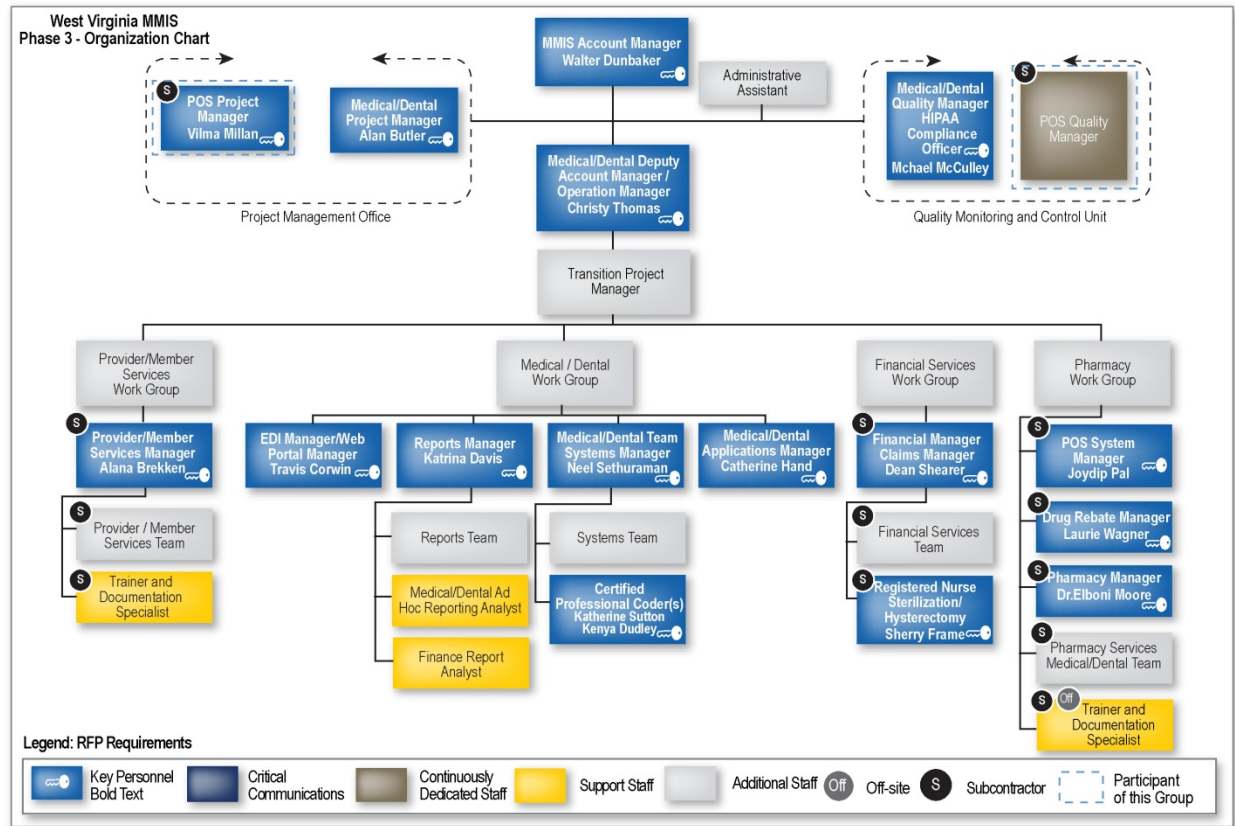 West Virginia MMIS
Phase 3 - Organization Chart
MMIS Account Manager
Walter Dunbaker
Administrative
Assistant
S
POS Project
Manager
Vilma Millan
Medical/Dental
Project Manager
Alan Butler
Project Management Office
Medical/Dental
Quality Manager
HIPAA
Compliance
Officer
Mchael McCulley
S
POS Quality
Manager
Quality Monitoring and Control Unit
Medical/Dental Deputy
Account Manager /
Operation Manager
Christy Thomas
Transition Project
Manager
Provider/Member
Services
Work Group
S
Provider/Member
Services Manager
Alana Brekken
S
Provider / Member
Services Team
S
Trainer and
Documentation
Specialist
Medical / Dental
Work Group
EDI Manager/Web
Portal Manager
Travis Corwin
Reports Manager
Katrina Davis
Medical/Dental Team
Systems Manager
Neel Sethuraman
Medical/Dental
Applications Manager
Catherine Hand
Reports Team
Medical/Dental Ad
Hoc Reporting Analyst
Finance Report
Analyst
Systems Team
Certified
Professional Coder(s)
Katherine Sutton
Kenya Dudley
Financial Services
Work Group
S
Financial Manager
Claims Manager
Dean Shearer
S
Financial Services
Team
S
Registered Nurse
Sterilization/
Hysterectomy
Sherry Frame
Pharmacy
Work Group
S
POS System
Manager
Joydip Pal
S
Drug Rebate Manager
Laurie Wagner
S
Pharmacy Manager
Dr.Elboni Moore
S
Pharmacy Services
Medical/Dental Team
S
Off
Trainer and
Documentation
Specialist
Legend: RFP Requirements
Key Personnel
Bold Text
Critical
Communications
Continuously
Dedicated Staff
Support Staff
Additional Staff
Off
Off-site
S
Subcontractor
Participant
of this Group